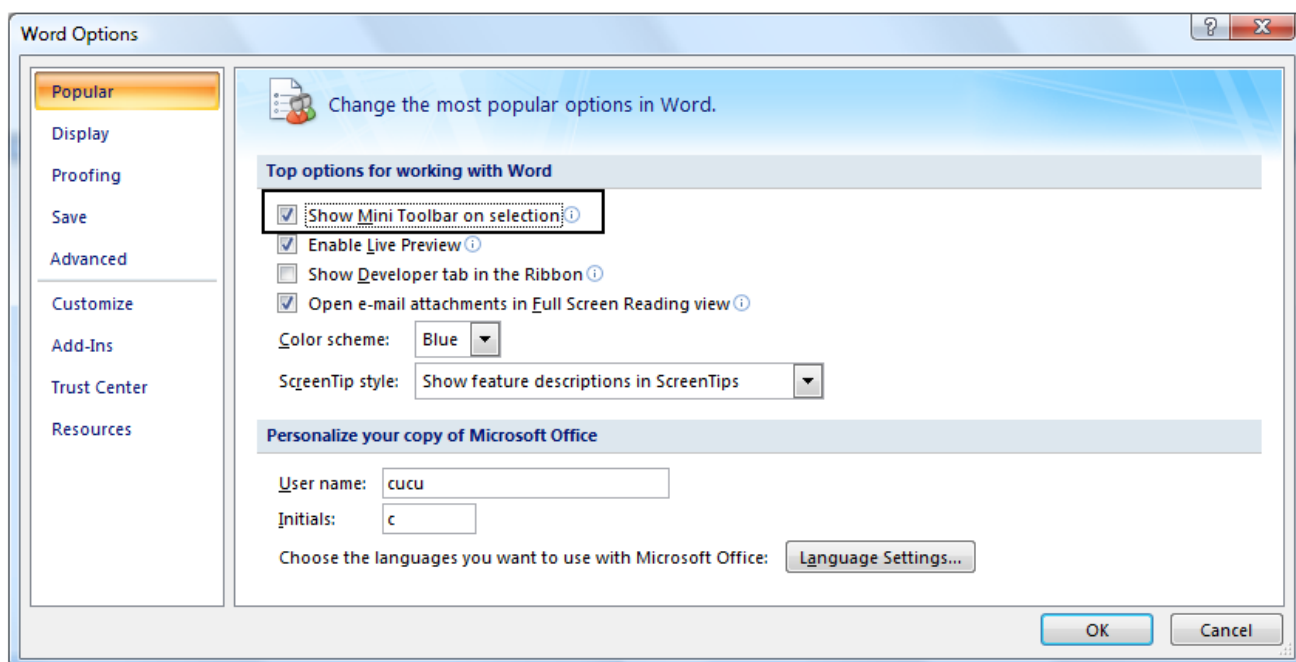 Word Options
Popular
Display
Proofing
Save
Advanced
Customize
Add-Ins
Trust Center
Resources
Change the most popular options in Word.
Top options for working with Word
Show Mini Toolbar on selection
Enable Live Preview
Show Developer tab in the Ribbon
Open e-mail attachments in Full Screen Reading view
Color scheme: Blue
ScreenTip style: Show feature descriptions in ScreenTips
Personalize your copy of Microsoft Office
User name: cucu
Initials: c
Choose the languages you want to use with Microsoft Office: Language Settings...
OK Cancel